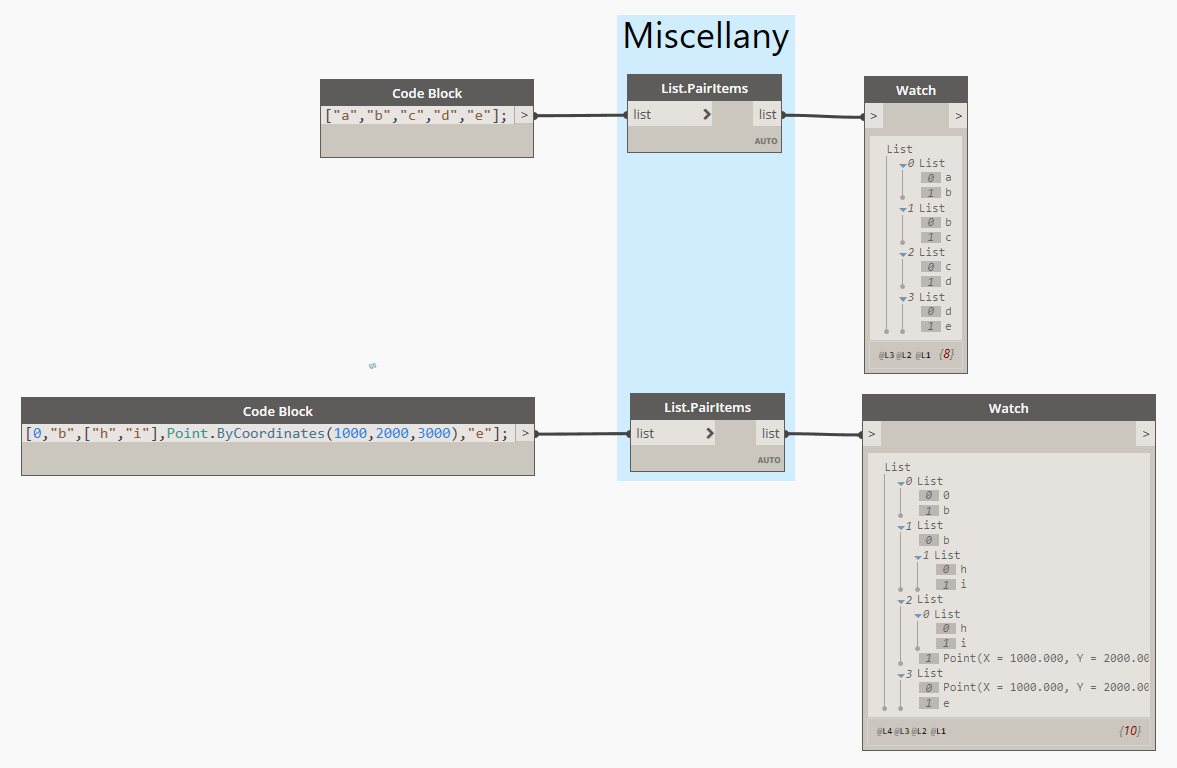 Miscellany
Code Block
["a","b","c","d","e"];
>
List.PairItems
list
>
list
AUTO
Watch
>
>
List
0 List
0 a
1 b
1 List
0 b
1 c
2 List
0 c
1 d
3 List
0 d
1 e
@L3 @L2 @L1 {8}
Code Block
[0,"b",["h","i"],Point.ByCoordinates(1000,2000,3000),"e"];
>
List.PairItems
list
>
list
AUTO
Watch
>
>
List
0 List
0 0
1 b
1 List
0 b
1 List
0 h
1 i
2 List
0 List
0 h
1 i
1 Point(X = 1000.000, Y = 2000.00
3 List
0 Point(X = 1000.000, Y = 2000.00
1 e
@L4 @L3 @L2 @L1 {10}